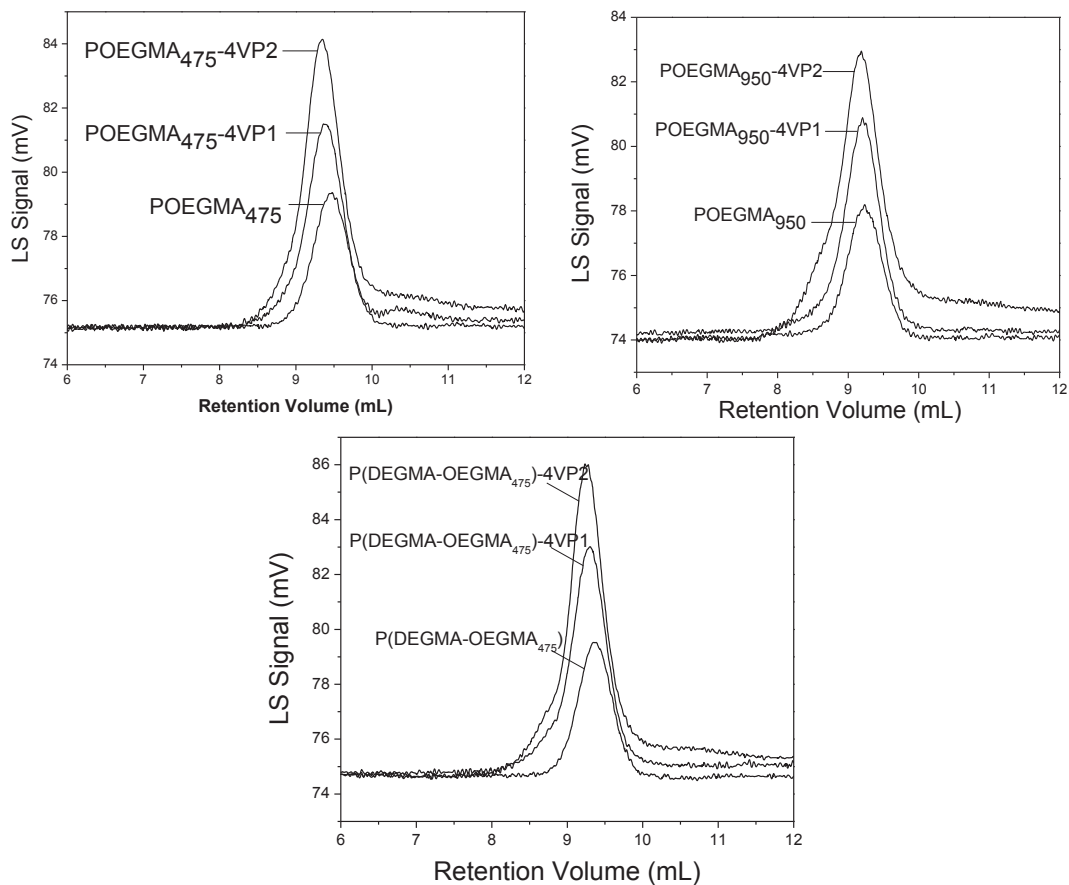 84
82
80
78
76
74
LS Signal (mV)
POEGMA475-4VP2
POEGMA475-4VP1
POEGMA475
6 7 8 9 10 11 12
Retention Volume (mL)
84
82
80
78
76
74
LS Signal (mV)
POEGMA950-4VP2
POEGMA950-4VP1
POEGMA950
6 7 8 9 10 11 12
Retention Volume (mL)
86
84
82
80
78
76
74
LS Signal (mV)
P(DEGMA-OEGMA475)-4VP2
P(DEGMA-OEGMA475)-4VP1
P(DEGMA-OEGMA475)
6 7 8 9 10 11 12
Retention Volume (mL)